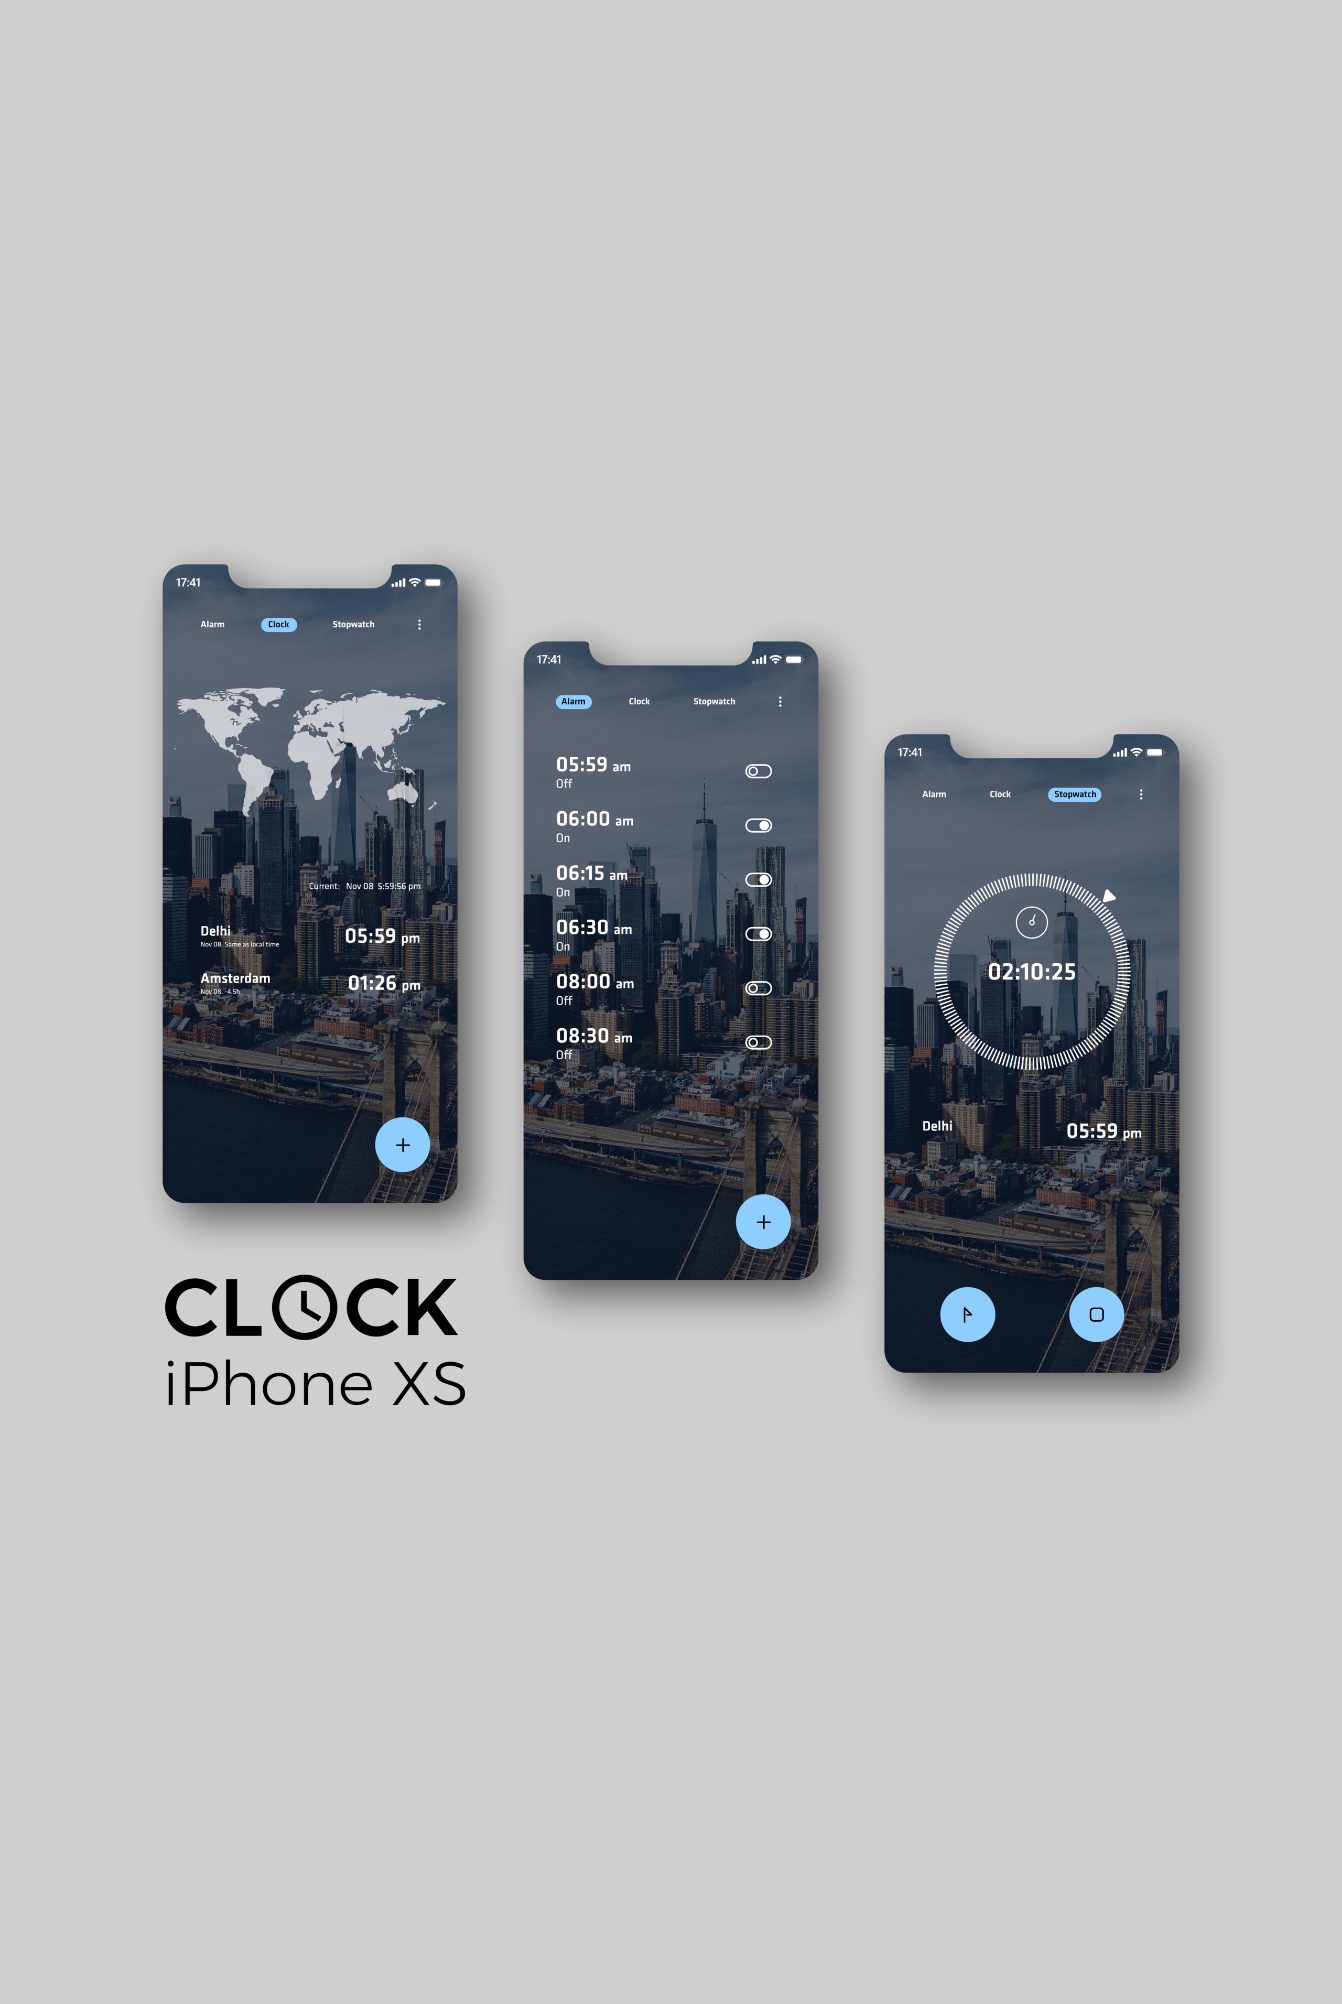 17:41
Alarm Clock Stopwatch
Current: Nov 08 5:59:56 pm
Delhi 05:59 pm
Nov 08. Same as local time
Amsterdam 01:26 pm
Nov 08. -4.5h
17:41
Alarm Clock Stopwatch
05:59 am
Off
06:00 am
On
06:15 am
On
06:30 am
On
08:00 am
Off
08:30 am
Off
17:41
Alarm Clock Stopwatch
02:10:25
Delhi 05:59 pm
CLOCK
iPhone XS